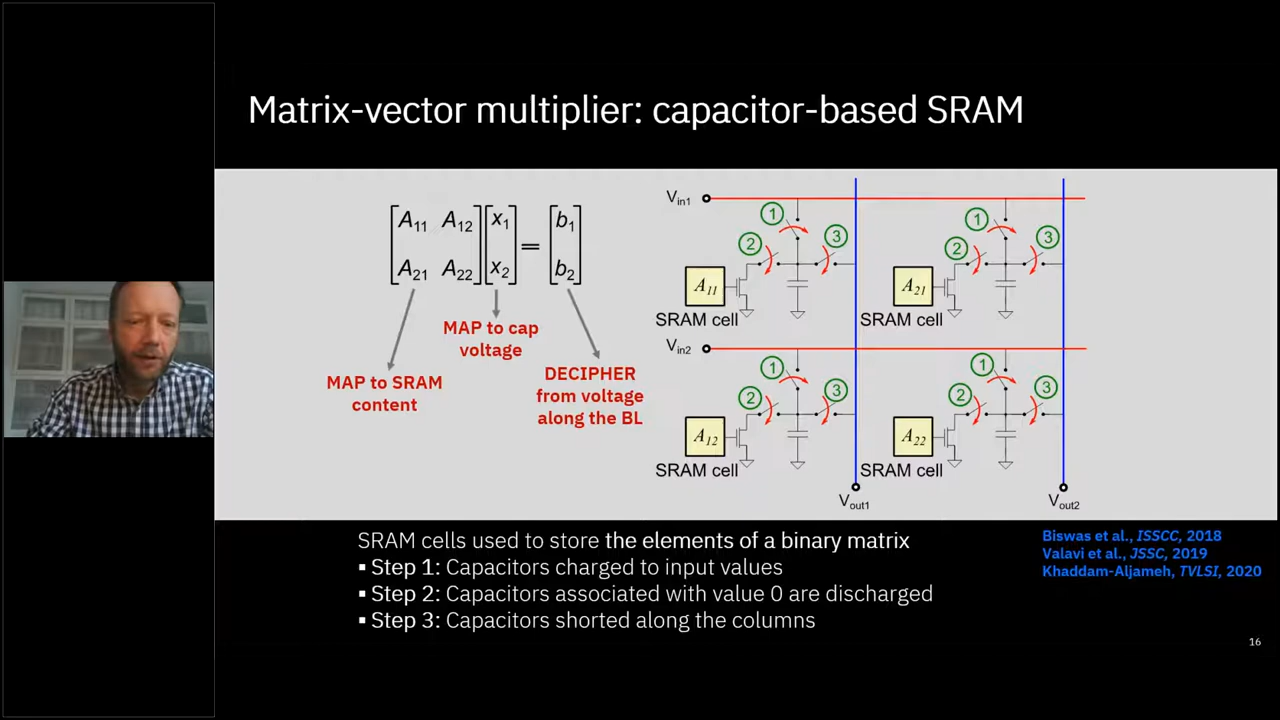 Matrix-vector multiplier: capacitor-based SRAM
A11 A12 x1 b1
=
A21 A22 x2 b2
MAP to SRAM
content
MAP to cap
voltage
DECIPHER
from voltage
along the BL
Vin1
1 1
2 3 2 3
A11 A21
SRAM cell SRAM cell
Vin2
1 1
2 3 2 3
A12 A22
SRAM cell SRAM cell
Vout1 Vout2
SRAM cells used to store the elements of a binary matrix
▪ Step 1: Capacitors charged to input values
▪ Step 2: Capacitors associated with value 0 are discharged
▪ Step 3: Capacitors shorted along the columns
Biswas et al., ISSCC, 2018
Valavi et al., JSSC, 2019
Khaddam-Aljameh, TVLSI, 2020
16